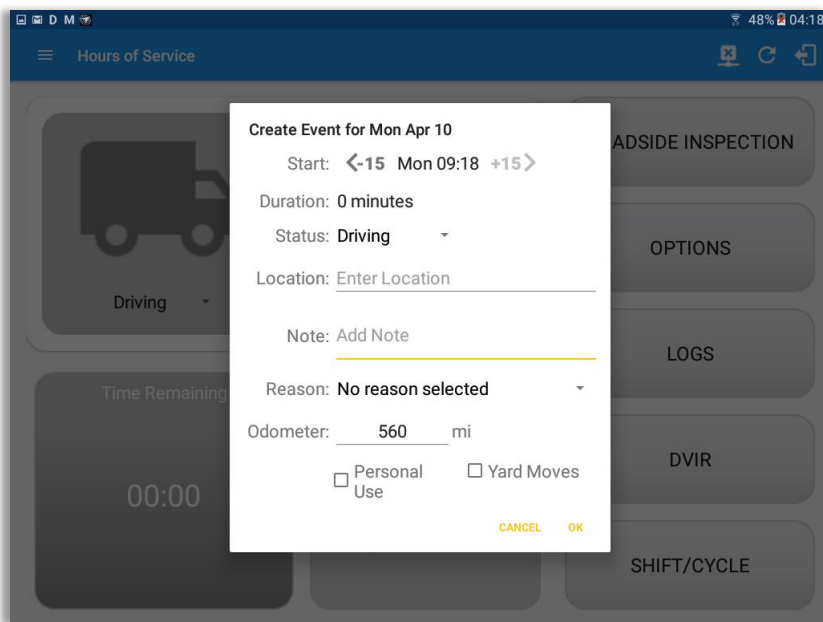 D M 48% 04:18
Hours of Service
Create Event for Mon Apr 10
Start: -15 Mon 09:18 +15
Duration: 0 minutes
Status: Driving
Location: Enter Location
Note: Add Note
Reason: No reason selected
Odometer: 560 mi
Personal Use
Yard Moves
CANCEL OK
Driving
Time Remaining
00:00
ADSIDE INSPECTION
OPTIONS
LOGS
DVIR
SHIFT/CYCLE